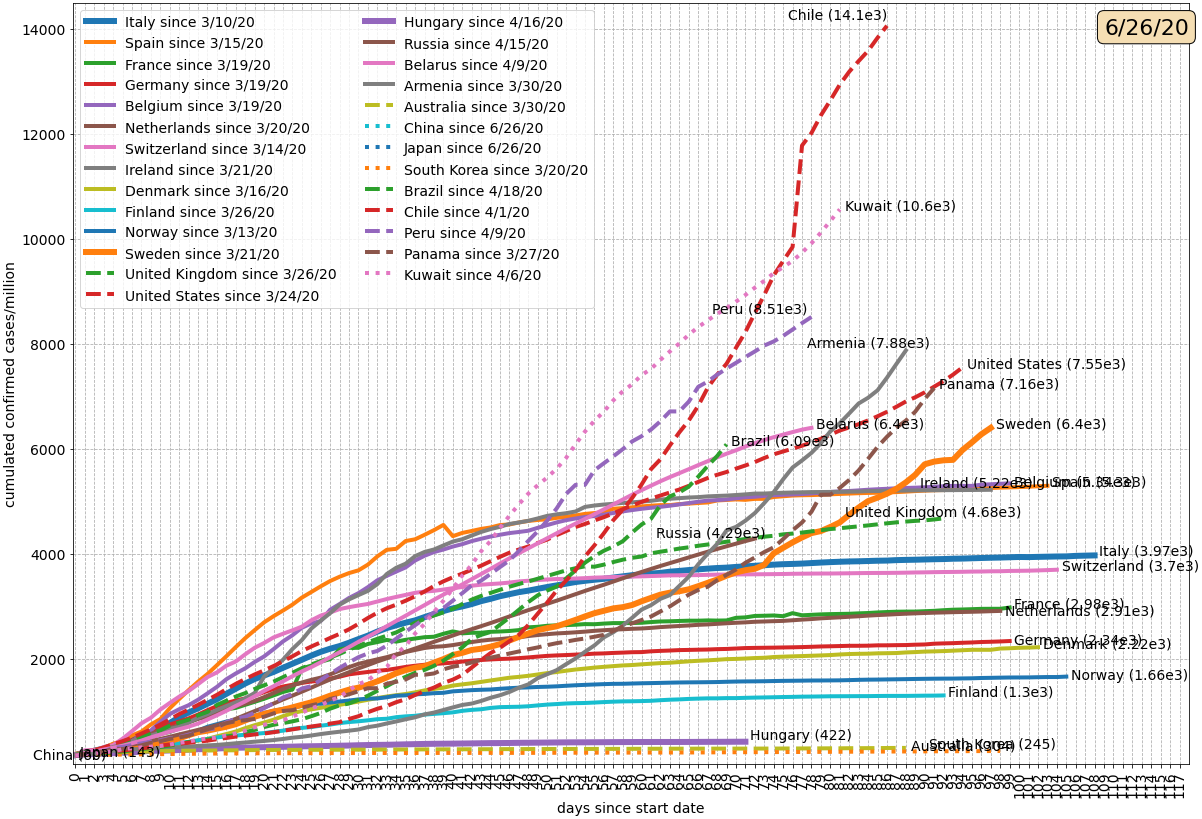 6/26/20
Italy since 3/10/20
Spain since 3/15/20
France since 3/19/20
Germany since 3/19/20
Belgium since 3/19/20
Netherlands since 3/20/20
Switzerland since 3/14/20
Ireland since 3/21/20
Denmark since 3/16/20
Finland since 3/26/20
Norway since 3/13/20
Sweden since 3/21/20
United Kingdom since 3/26/20
United States since 3/24/20
Hungary since 4/16/20
Russia since 4/15/20
Belarus since 4/9/20
Armenia since 3/30/20
Australia since 3/30/20
China since 6/26/20
Japan since 6/26/20
South Korea since 3/20/20
Brazil since 4/18/20
Chile since 4/1/20
Peru since 4/9/20
Panama since 3/27/20
Kuwait since 4/6/20
cumulated confirmed cases/million
14000
12000
10000
8000
6000
4000
2000
Chile (14.1e3)
Kuwait (10.6e3)
Peru (8.51e3)
Armenia (7.88e3)
United States (7.55e3)
Panama (7.16e3)
Belarus (6.4e3)
Sweden (6.4e3)
Brazil (6.09e3)
Ireland (5.22e3)
Belgium
Spain
United Kingdom (4.68e3)
Russia (4.29e3)
Italy (3.97e3)
Switzerland (3.7e3)
France (2.98e3)
Netherlands (2.91e3)
Germany (2.34e3)
Denmark (2.22e3)
Norway (1.66e3)
Finland (1.3e3)
Hungary (422)
South Korea (245)
Australia (304)
Japan (143)
China
days since start date